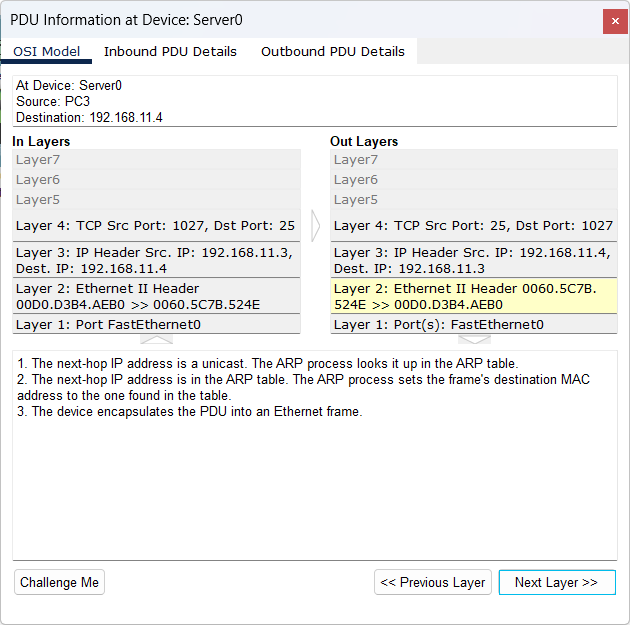 PDU Information at Device: Server0
OSI Model Inbound PDU Details Outbound PDU Details
At Device: Server0
Source: PC3
Destination: 192.168.11.4
In Layers
Layer7
Layer6
Layer5
Layer 4: TCP Src Port: 1027, Dst Port: 25
Layer 3: IP Header Src. IP: 192.168.11.3,
Dest. IP: 192.168.11.4
Layer 2: Ethernet II Header
00D0.D3B4.AEB0 >> 0060.5C7B.524E
Layer 1: Port FastEthernet0
Out Layers
Layer7
Layer6
Layer5
Layer 4: TCP Src Port: 25, Dst Port: 1027
Layer 3: IP Header Src. IP: 192.168.11.4,
Dest. IP: 192.168.11.3
Layer 2: Ethernet II Header 0060.5C7B.
524E >> 00D0.D3B4.AEB0
Layer 1: Port(s): FastEthernet0
1. The next-hop IP address is a unicast. The ARP process looks it up in the ARP table.
2. The next-hop IP address is in the ARP table. The ARP process sets the frame's destination MAC
address to the one found in the table.
3. The device encapsulates the PDU into an Ethernet frame.
Challenge Me << Previous Layer Next Layer >>